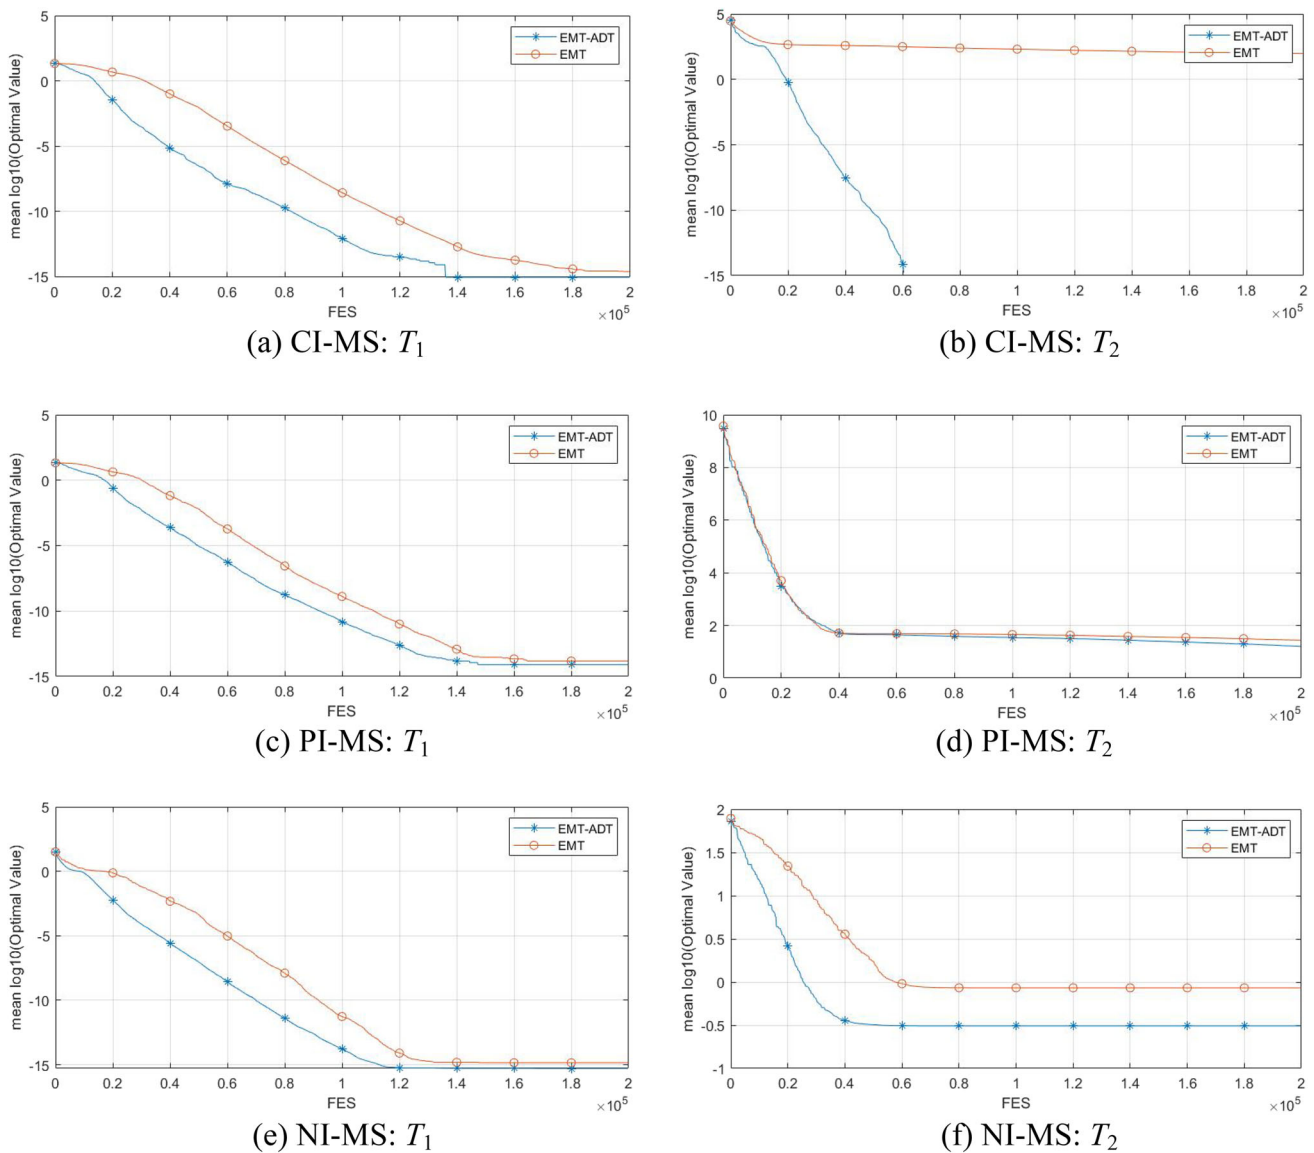 5
0
-5
-10
-15
mean log10(Optimal Value)
EMT-ADT
EMT
0 0.2 0.4 0.6 0.8 1 1.2 1.4 1.6 1.8 2
FES
×10^5
(a) CI-MS: T1
5
0
-5
-10
-15
mean log10(Optimal Value)
EMT-ADT
EMT
0 0.2 0.4 0.6 0.8 1 1.2 1.4 1.6 1.8 2
FES
×10^5
(b) CI-MS: T2
5
0
-5
-10
-15
mean log10(Optimal Value)
EMT-ADT
EMT
0 0.2 0.4 0.6 0.8 1 1.2 1.4 1.6 1.8 2
FES
×10^5
(c) PI-MS: T1
10
8
6
4
2
0
mean log10(Optimal Value)
EMT-ADT
EMT
0 0.2 0.4 0.6 0.8 1 1.2 1.4 1.6 1.8 2
FES
×10^5
(d) PI-MS: T2
5
0
-5
-10
-15
mean log10(Optimal Value)
EMT-ADT
EMT
0 0.2 0.4 0.6 0.8 1 1.2 1.4 1.6 1.8 2
FES
×10^5
(e) NI-MS: T1
2
1.5
1
0.5
0
-0.5
-1
mean log10(Optimal Value)
EMT-ADT
EMT
0 0.2 0.4 0.6 0.8 1 1.2 1.4 1.6 1.8 2
FES
×10^5
(f) NI-MS: T2